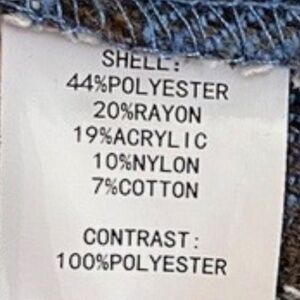 SHELL:
44%POLYESTER
20%RAYON
19%ACRYLIC
10%NYLON
7%COTTON
CONTRAST:
100%POLYESTER